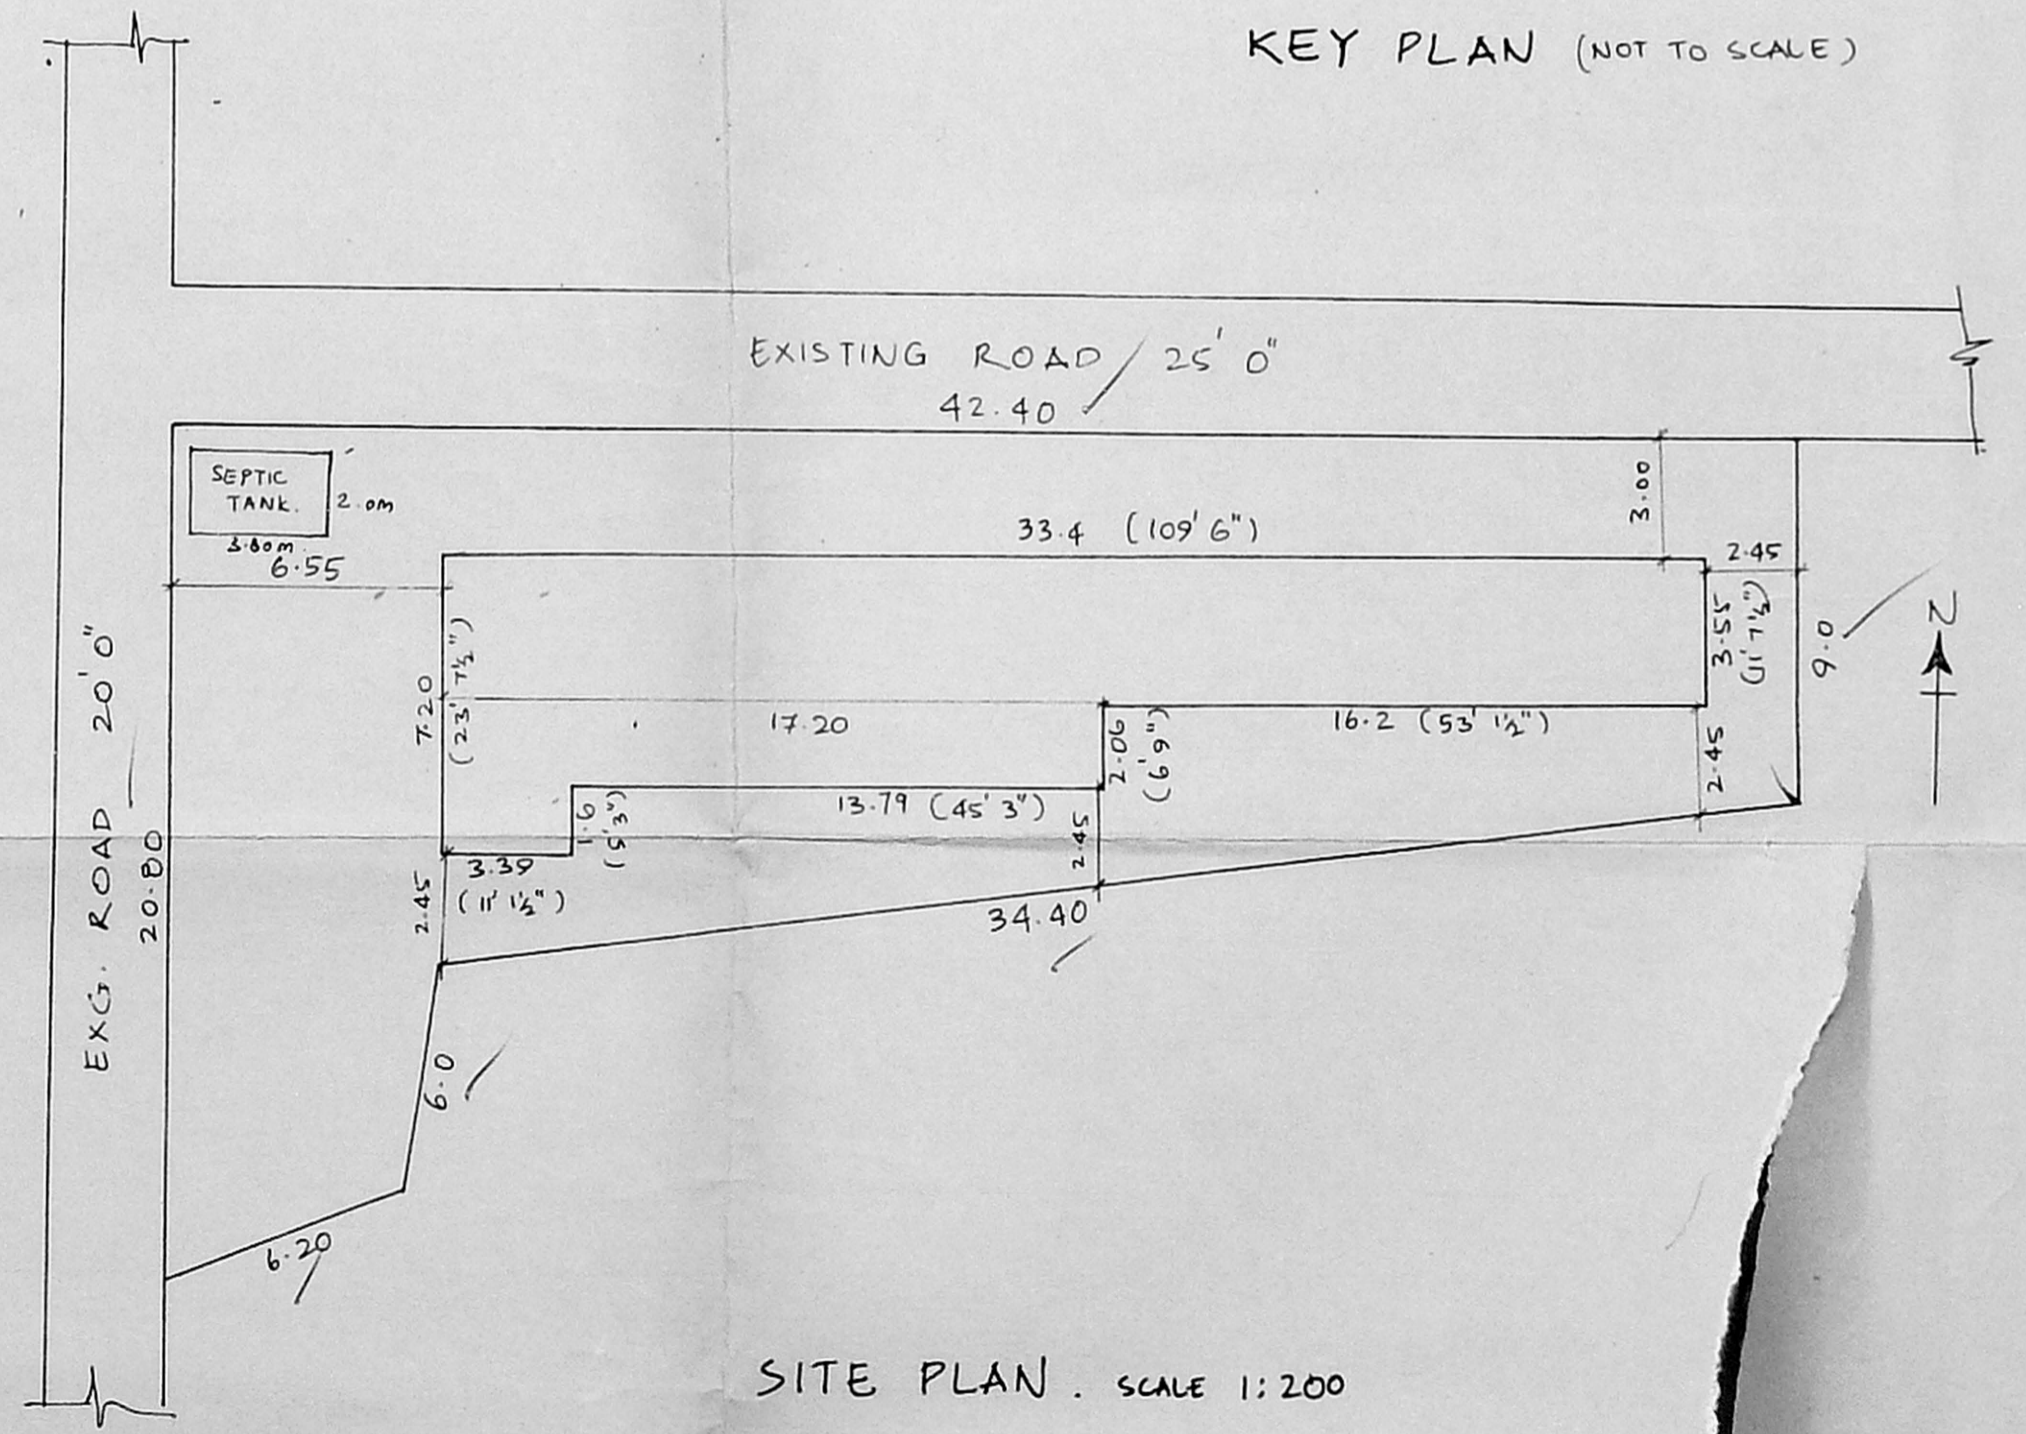 KEY PLAN (NOT TO SCALE)
EXISTING ROAD 25' 0"
42.40
SEPTIC
TANK.
2.0m
3.80m
6.55
33.4 (109' 6")
3.00
2.45
3.55
(11' 7½")
9.0
N
EXG. ROAD 20' 0"
20.80
7.20
(23' 7½")
17.20
16.2 (53' 1½")
2.06
(6' 9")
2.45
13.79 (45' 3")
1.6
(5' 3")
2.45
3.39
(11' 1½")
2.45
34.40
6.0
6.20
SITE PLAN. SCALE 1:200